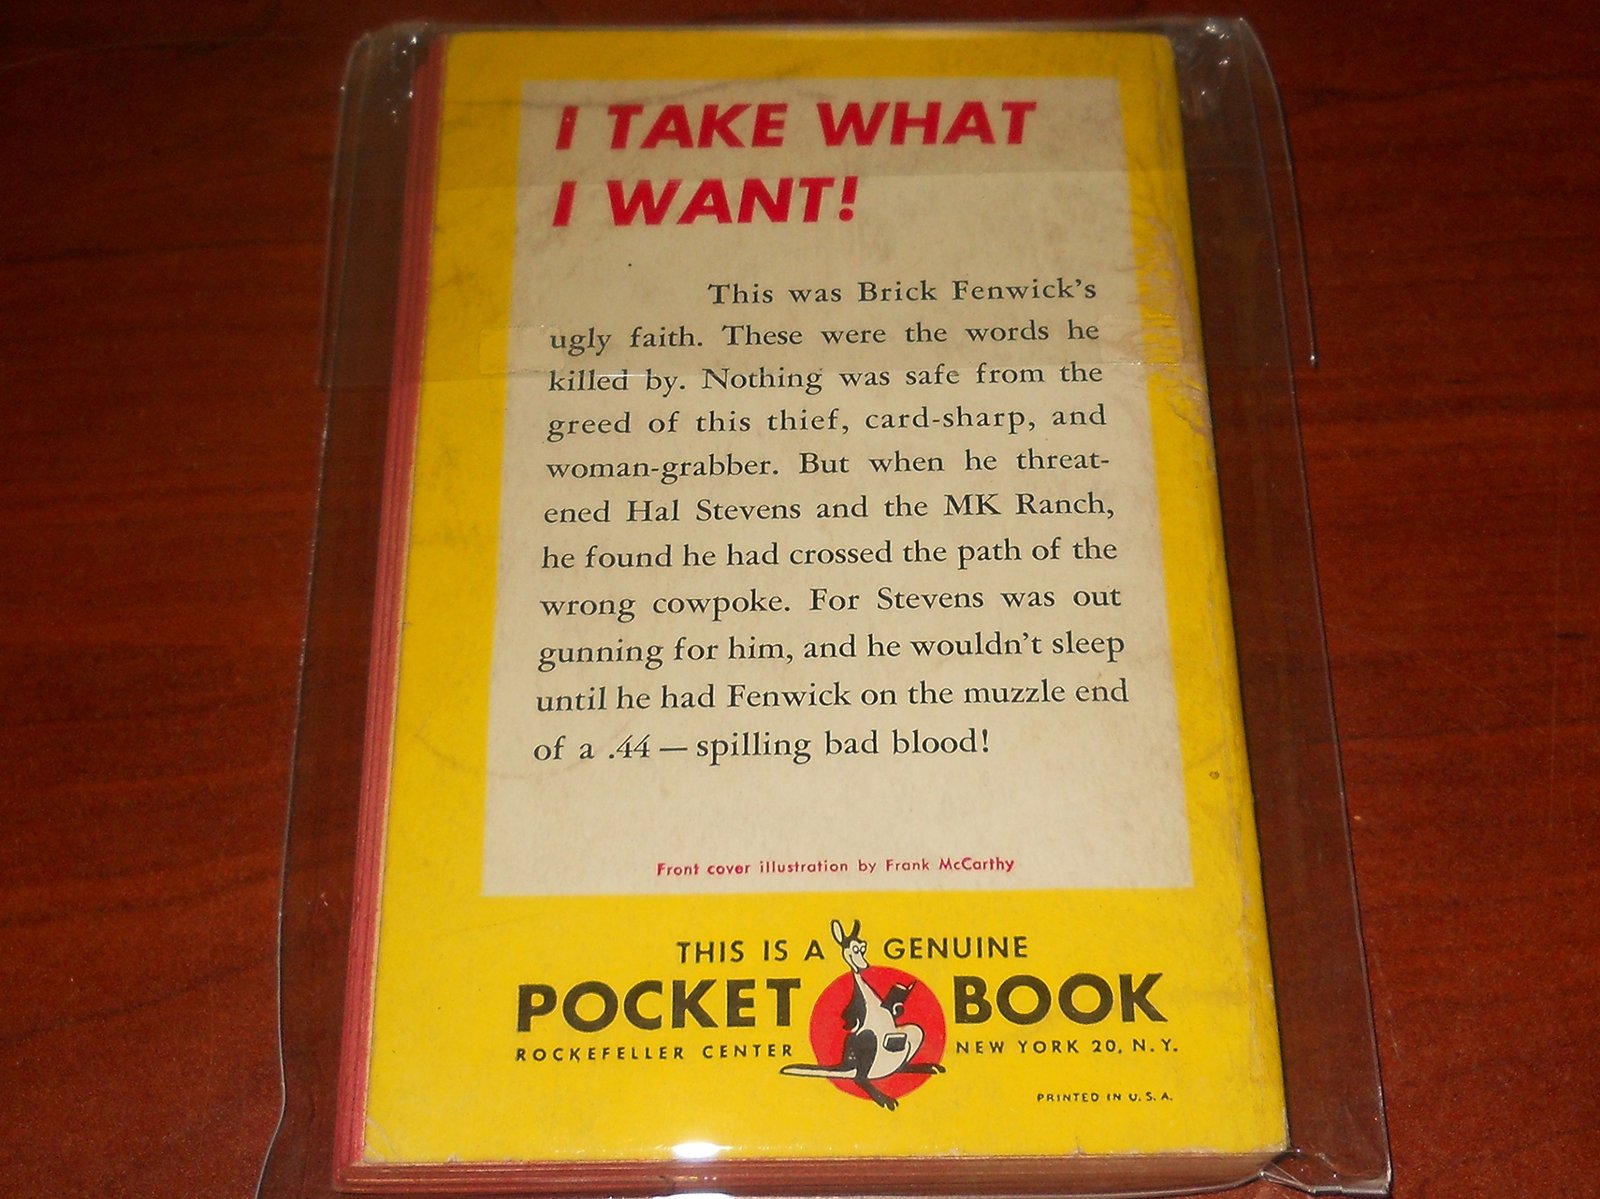 I TAKE WHAT
I WANT!
This was Brick Fenwick's
ugly faith. These were the words he
killed by. Nothing was safe from the
greed of this thief, card-sharp, and
woman-grabber. But when he threat-
ened Hal Stevens and the MK Ranch,
he found he had crossed the path of the
wrong cowpoke. For Stevens was out
gunning for him, and he wouldn't sleep
until he had Fenwick on the muzzle end
of a .44 — spilling bad blood!
Front cover illustration by Frank McCarthy
THIS IS A GENUINE
POCKET BOOK
ROCKEFELLER CENTER NEW YORK 20, N.Y.
PRINTED IN U.S.A.